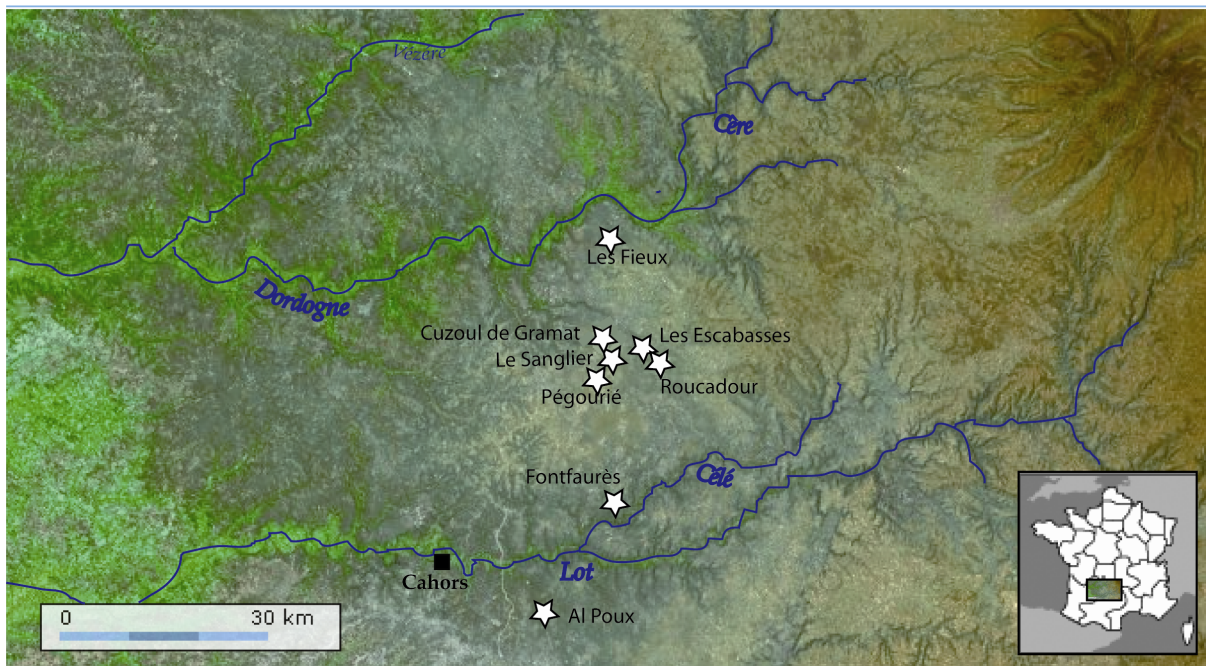 Vézère
Cère
Les Fieux
Dordogne
Cuzoul de Gramat
Les Escabasses
Le Sanglier
Roucadour
Pégourié
Fontfaurès
Célé
Lot
Cahors
Al Poux
0 30 km